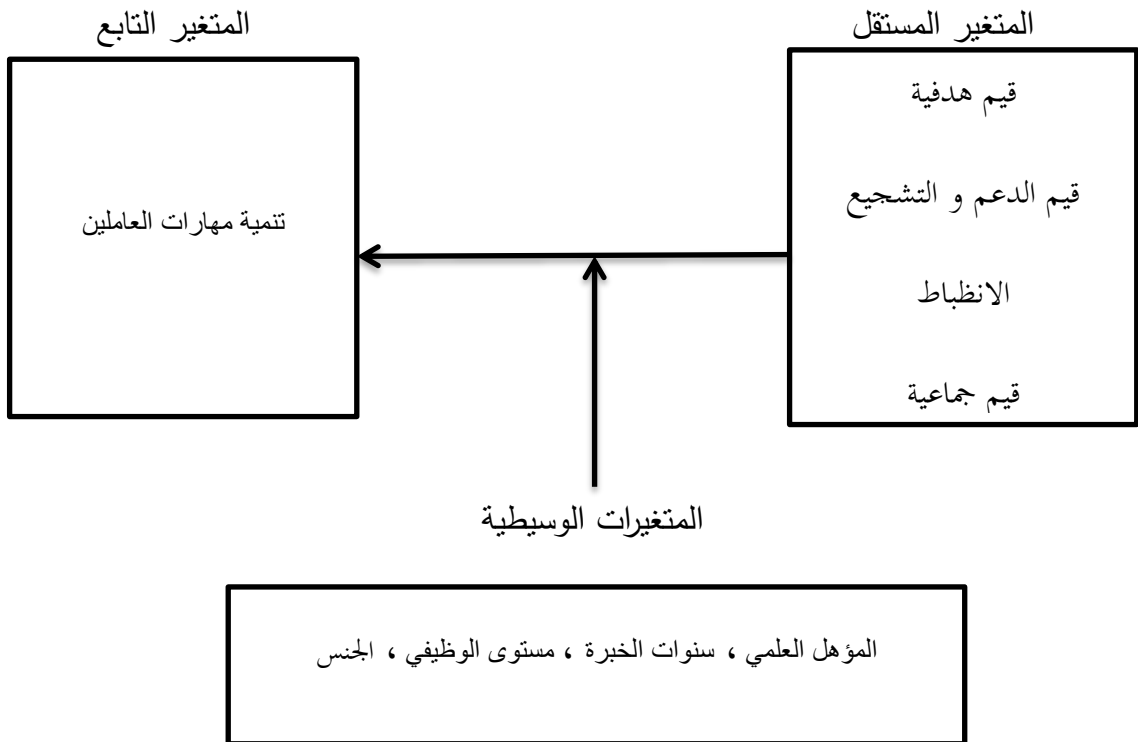 المتغير المستقل
المتغير التابع
قيم هدفية
قيم الدعم و التشجيع
الانظباط
قيم جماعية
تنمية مهارات العاملين
المتغيرات الوسيطية
المؤهل العلمي ، سنوات الخبرة ، مستوى الوظيفي ، الجنس